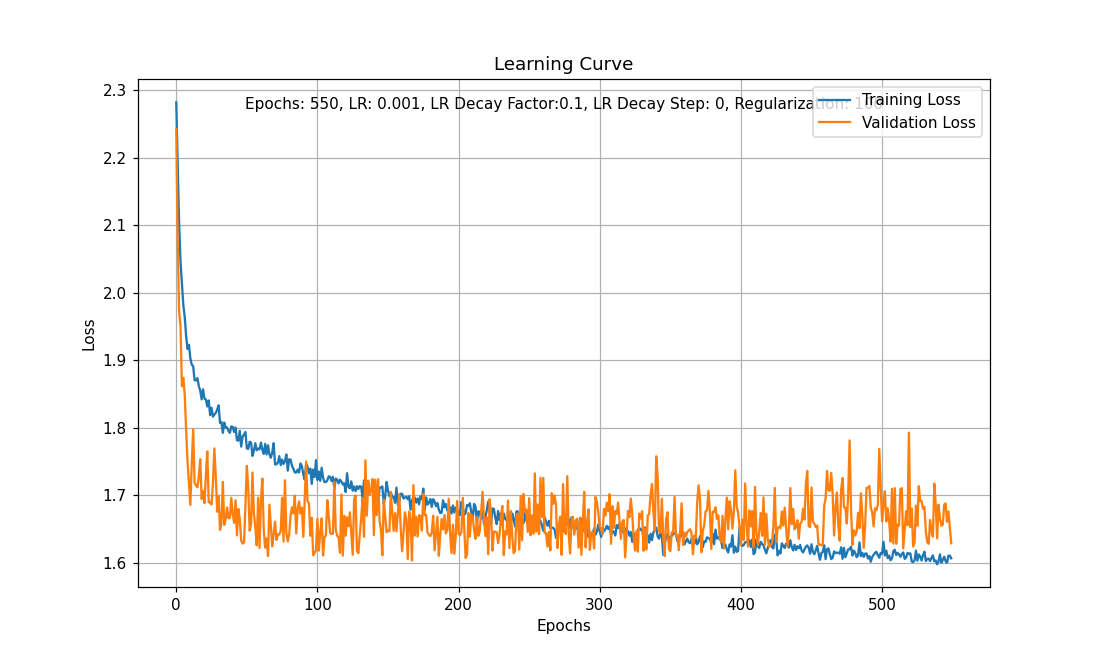 Learning Curve
Epochs: 550, LR: 0.001, LR Decay Factor:0.1, LR Decay Step: 0, Regularization: 100
Training Loss
Validation Loss
2.3
2.2
2.1
2.0
1.9
1.8
1.7
1.6
Loss
0 100 200 300 400 500
Epochs